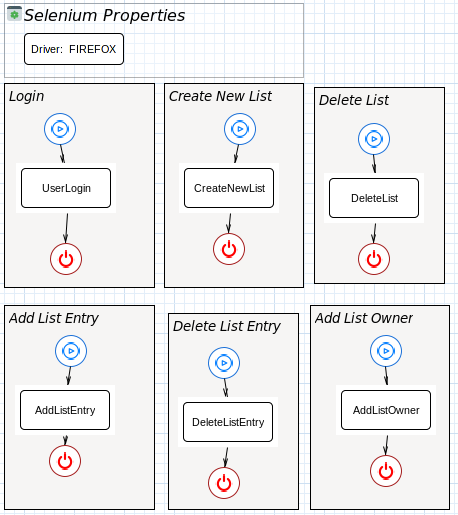 Selenium Properties
Driver: FIREFOX
Login
UserLogin
Create New List
CreateNewList
Delete List
DeleteList
Add List Entry
AddListEntry
Delete List Entry
DeleteListEntry
Add List Owner
AddListOwner